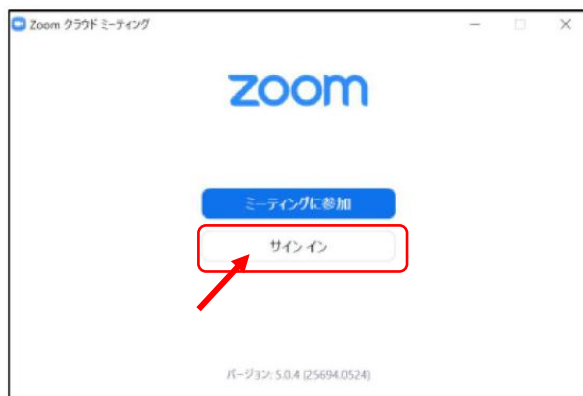 Zoom クラウド ミーティング
zoom
ミーティングに参加
サイン イン
バージョン: 5.0.4 (25694.0524)